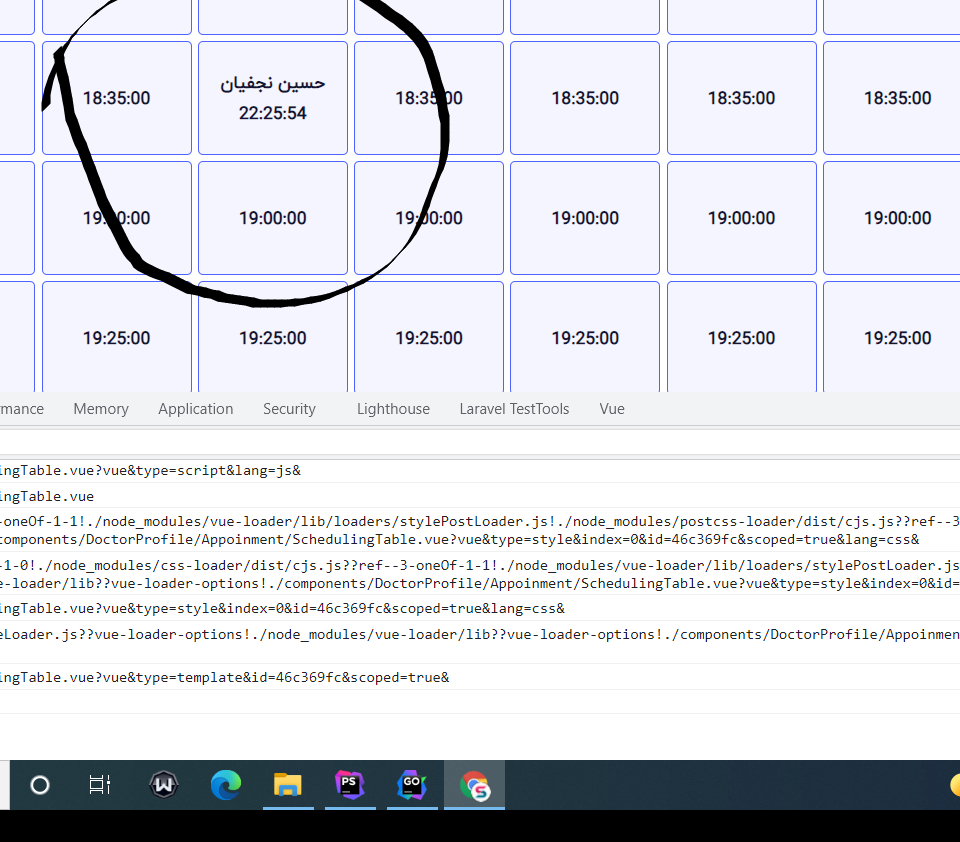 حسین نجفیان
18:35:00 22:25:54 18:35:00 18:35:00 18:35:00 18:35:00
19:00:00 19:00:00 19:00:00 19:00:00 19:00:00 19:00:00
19:25:00 19:25:00 19:25:00 19:25:00 19:25:00 19:25:00
rmance Memory Application Security Lighthouse Laravel TestTools Vue
ingTable.vue?vue&type=script&lang=js&
ingTable.vue
-oneOf-1-1!./node_modules/vue-loader/lib/loaders/stylePostLoader.js!./node_modules/postcss-loader/dist/cjs.js??ref--3
components/DoctorProfile/Appoinment/SchedulingTable.vue?vue&type=style&index=0&id=46c369fc&scoped=true&lang=css&
-1-0!./node_modules/css-loader/dist/cjs.js??ref--3-oneOf-1-1!./node_modules/vue-loader/lib/loaders/stylePostLoader.js
e-loader/lib??vue-loader-options!./components/DoctorProfile/Appoinment/SchedulingTable.vue?vue&type=style&index=0&id=
ingTable.vue?vue&type=style&index=0&id=46c369fc&scoped=true&lang=css&
eLoader.js??vue-loader-options!./node_modules/vue-loader/lib??vue-loader-options!./components/DoctorProfile/Appoinmen
ingTable.vue?vue&type=template&id=46c369fc&scoped=true&
W PS GO S